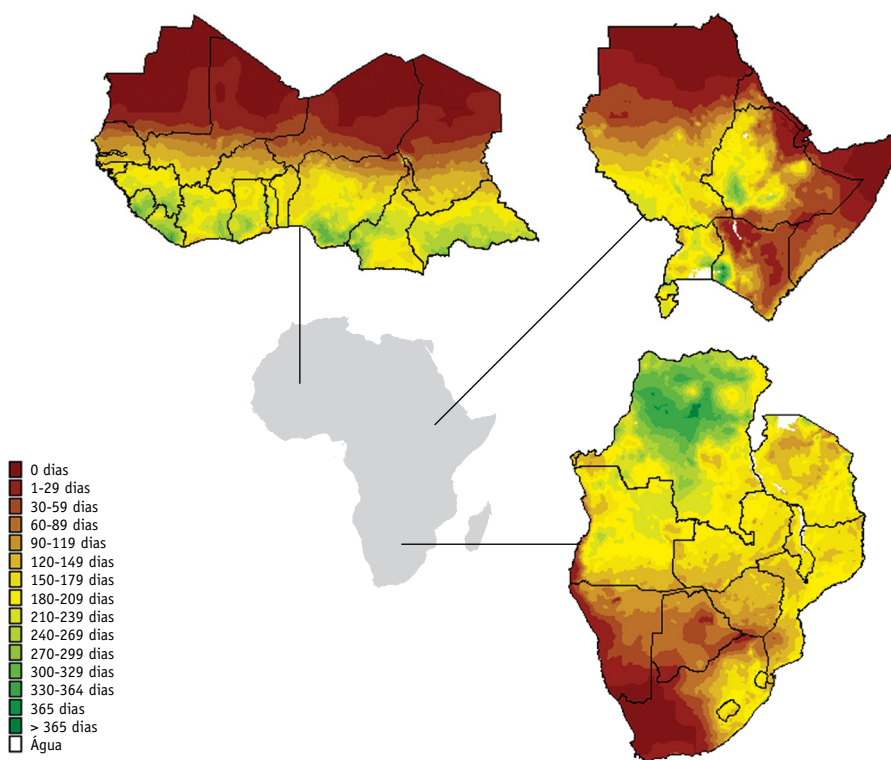 0 dias
1-29 dias
30-59 dias
60-89 dias
90-119 dias
120-149 dias
150-179 dias
180-209 dias
210-239 dias
240-269 dias
270-299 dias
300-329 dias
330-364 dias
365 dias
> 365 dias
Água